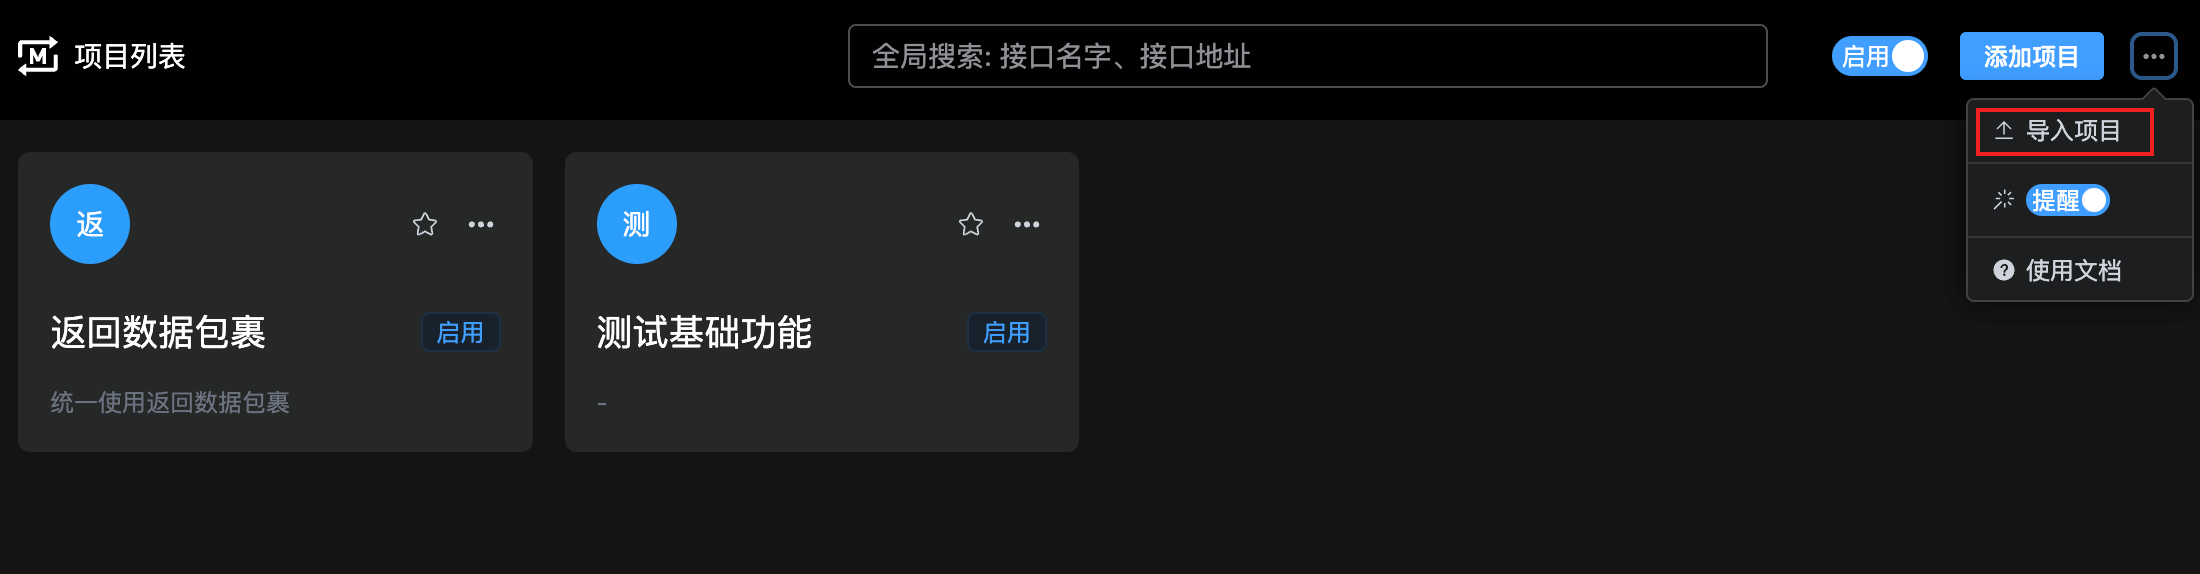 M
项目列表
全局搜索: 接口名字、接口地址
启用
添加项目
导入项目
提醒
使用文档
返
测
返回数据包裹
启用
测试基础功能
启用
统一使用返回数据包裹
-